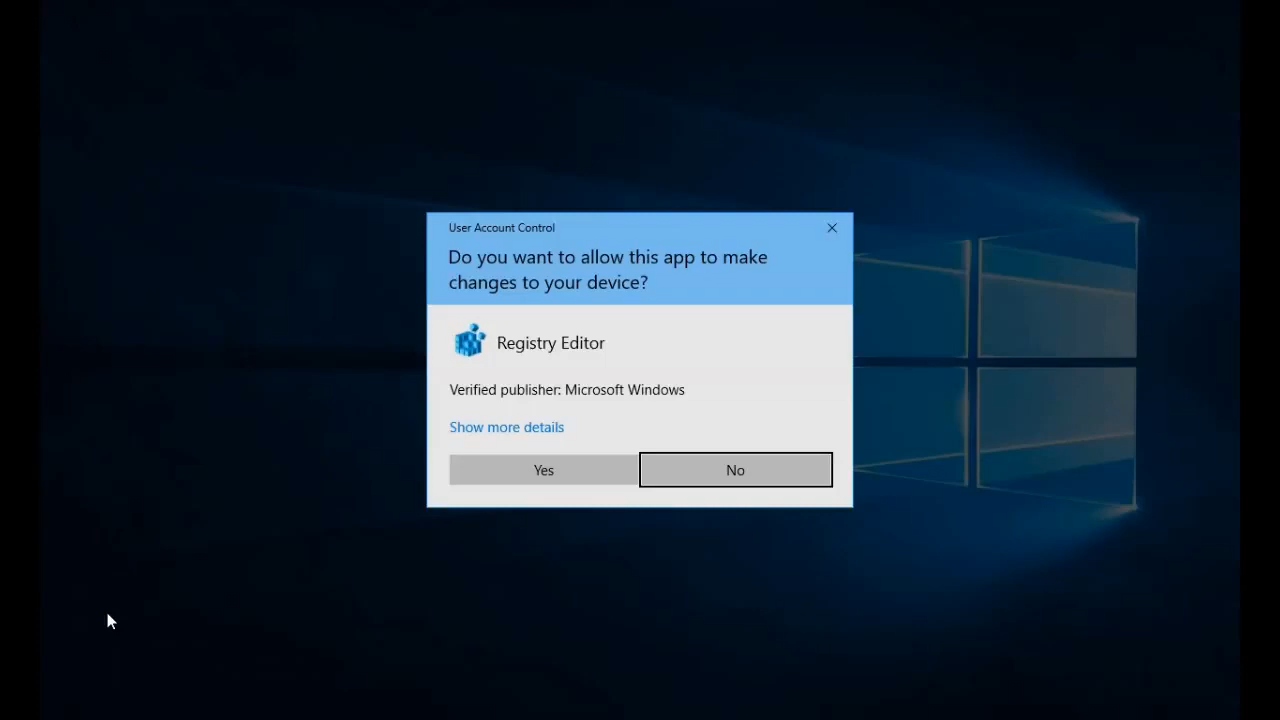 User Account Control
Do you want to allow this app to make
changes to your device?
Registry Editor
Verified publisher: Microsoft Windows
Show more details
Yes
No